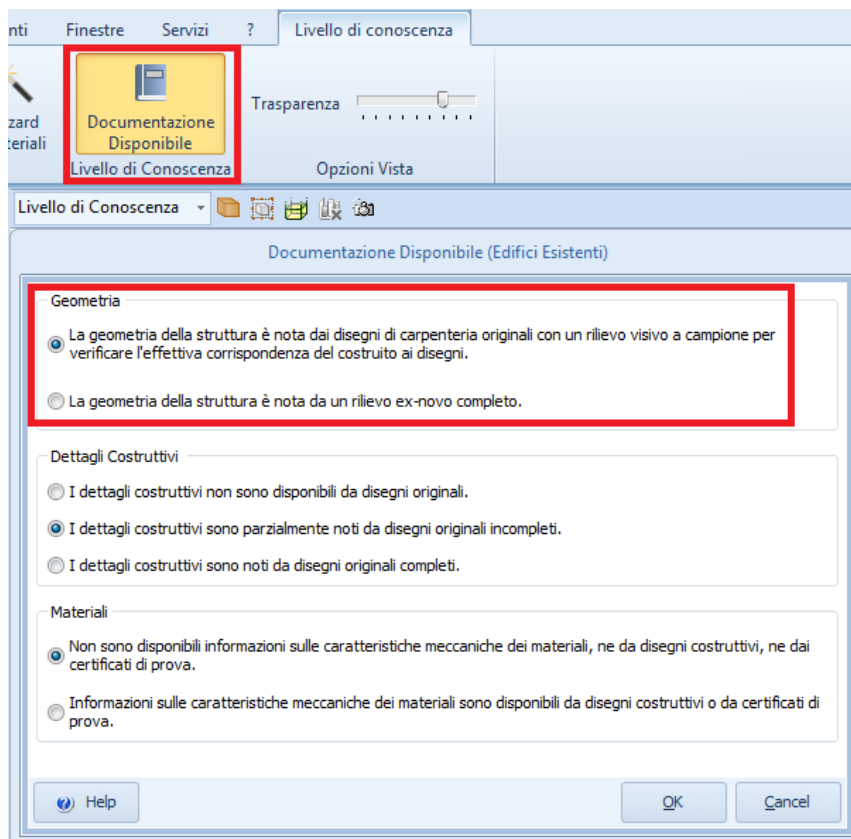 nti Finestre Servizi ? Livello di conoscenza
zard
teriali
Documentazione
Disponibile
Livello di Conoscenza
Trasparenza
Opzioni Vista
Livello di Conoscenza
Documentazione Disponibile (Edifici Esistenti)
Geometria
La geometria della struttura è nota dai disegni di carpenteria originali con un rilievo visivo a campione per
verificare l'effettiva corrispondenza del costruito ai disegni.
La geometria della struttura è nota da un rilievo ex-novo completo.
Dettagli Costruttivi
I dettagli costruttivi non sono disponibili da disegni originali.
I dettagli costruttivi sono parzialmente noti da disegni originali incompleti.
I dettagli costruttivi sono noti da disegni originali completi.
Materiali
Non sono disponibili informazioni sulle caratteristiche meccaniche dei materiali, ne da disegni costruttivi, ne dai
certificati di prova.
Informazioni sulle caratteristiche meccaniche dei materiali sono disponibili da disegni costruttivi o da certificati di
prova.
Help OK Cancel